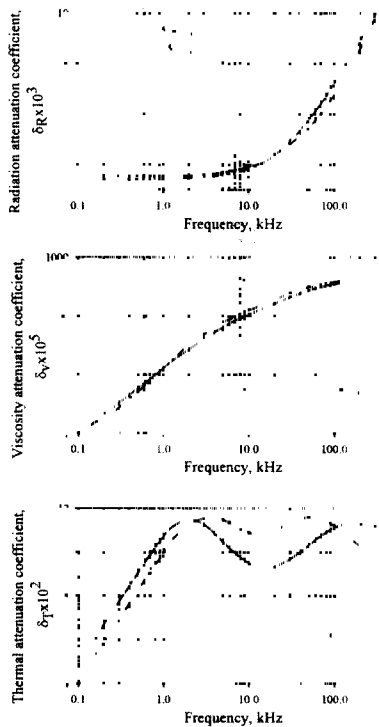 Radiation attenuation coefficient,
δR×10³
0.1 1.0 10.0 100.0
Frequency, kHz
1000
Viscosity attenuation coefficient,
δV×10⁵
0.1 1.0 10.0 100.0
Frequency, kHz
Thermal attenuation coefficient,
δT×10²
0.1 1.0 10.0 100.0
Frequency, kHz